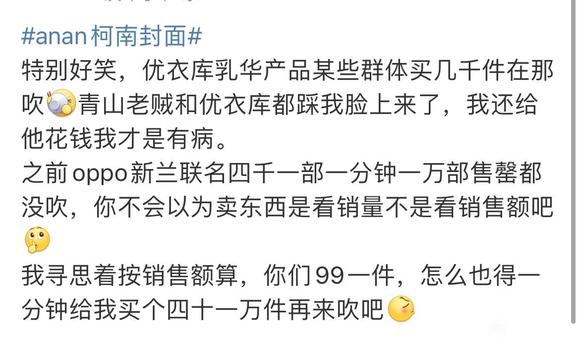 #anan柯南封面#
特别好笑，优衣库乳华产品某些群体买几千件在那
吹青山老贼和优衣库都踩我脸上来了，我还给
他花钱我才是有病。
之前oppo新兰联名四千一部一分钟一万部售罄都
没吹，你不会以为卖东西是看销量不是看销售额吧
我寻思着按销售额算，你们99一件，怎么也得一
分钟给我买个四十一万件再来吹吧